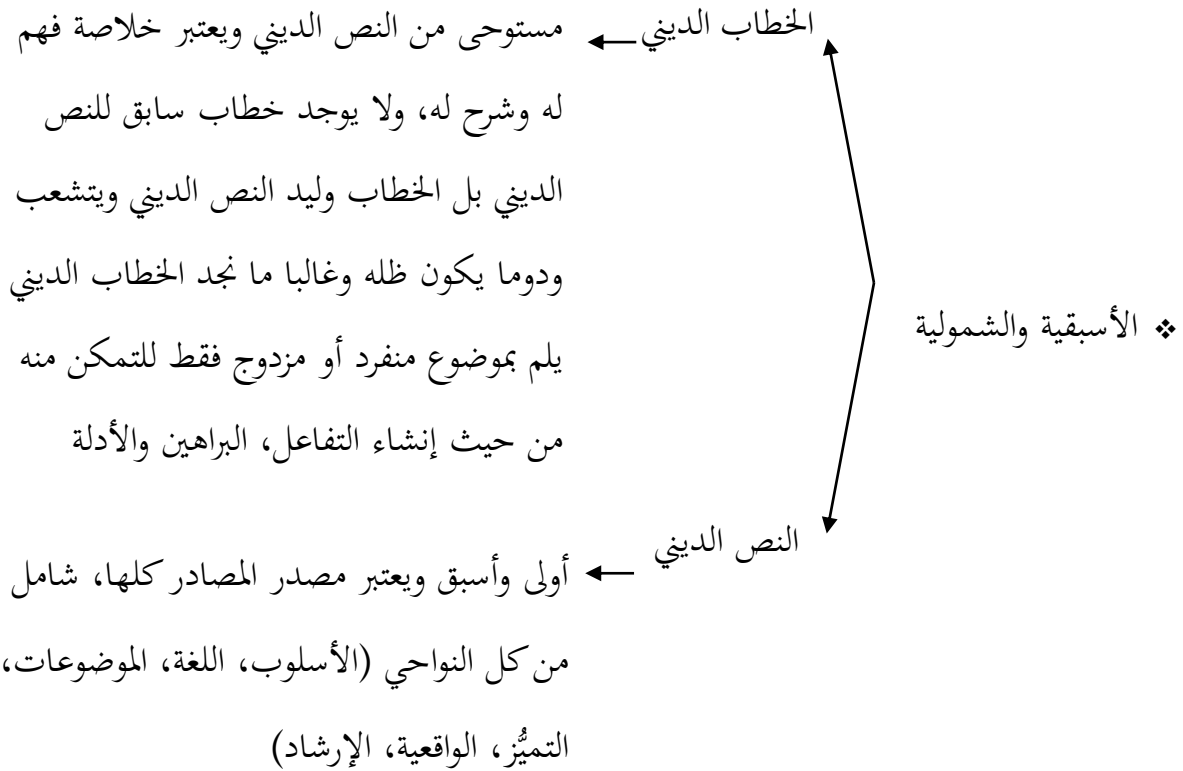 ❖ الأسبقية والشمولية
الخطاب الديني
مستوحى من النص الديني ويعتبر خلاصة فهم
له وشرح له، ولا يوجد خطاب سابق للنص
الديني بل الخطاب وليد النص الديني ويتشعب
ودوما يكون ظله وغالبا ما نجد الخطاب الديني
يلم بموضوع منفرد أو مزدوج فقط للتمكن منه
من حيث إنشاء التفاعل، البراهين والأدلة
النص الديني
أولى وأسبق ويعتبر مصدر المصادر كلها، شامل
من كل النواحي (الأسلوب، اللغة، الموضوعات،
التميُّز، الواقعية، الإرشاد)